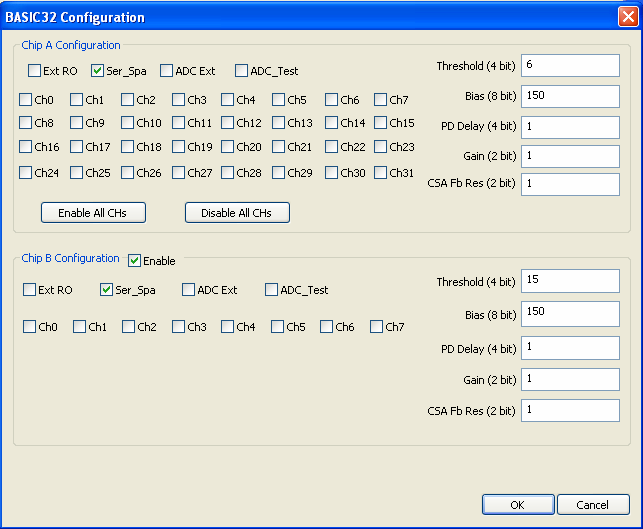 BASIC32 Configuration
Chip A Configuration
Ext RO Ser_Spa ADC Ext ADC_Test
Threshold (4 bit) 6
Ch0 Ch1 Ch2 Ch3 Ch4 Ch5 Ch6 Ch7
Bias (8 bit) 150
Ch8 Ch9 Ch10 Ch11 Ch12 Ch13 Ch14 Ch15
PD Delay (4 bit) 1
Ch16 Ch17 Ch18 Ch19 Ch20 Ch21 Ch22 Ch23
Gain (2 bit) 1
Ch24 Ch25 Ch26 Ch27 Ch28 Ch29 Ch30 Ch31
CSA Fb Res (2 bit) 1
Enable All CHs Disable All CHs
Chip B Configuration Enable
Threshold (4 bit) 15
Ext RO Ser_Spa ADC Ext ADC_Test
Bias (8 bit) 150
Ch0 Ch1 Ch2 Ch3 Ch4 Ch5 Ch6 Ch7
PD Delay (4 bit) 1
Gain (2 bit) 1
CSA Fb Res (2 bit) 1
OK Cancel